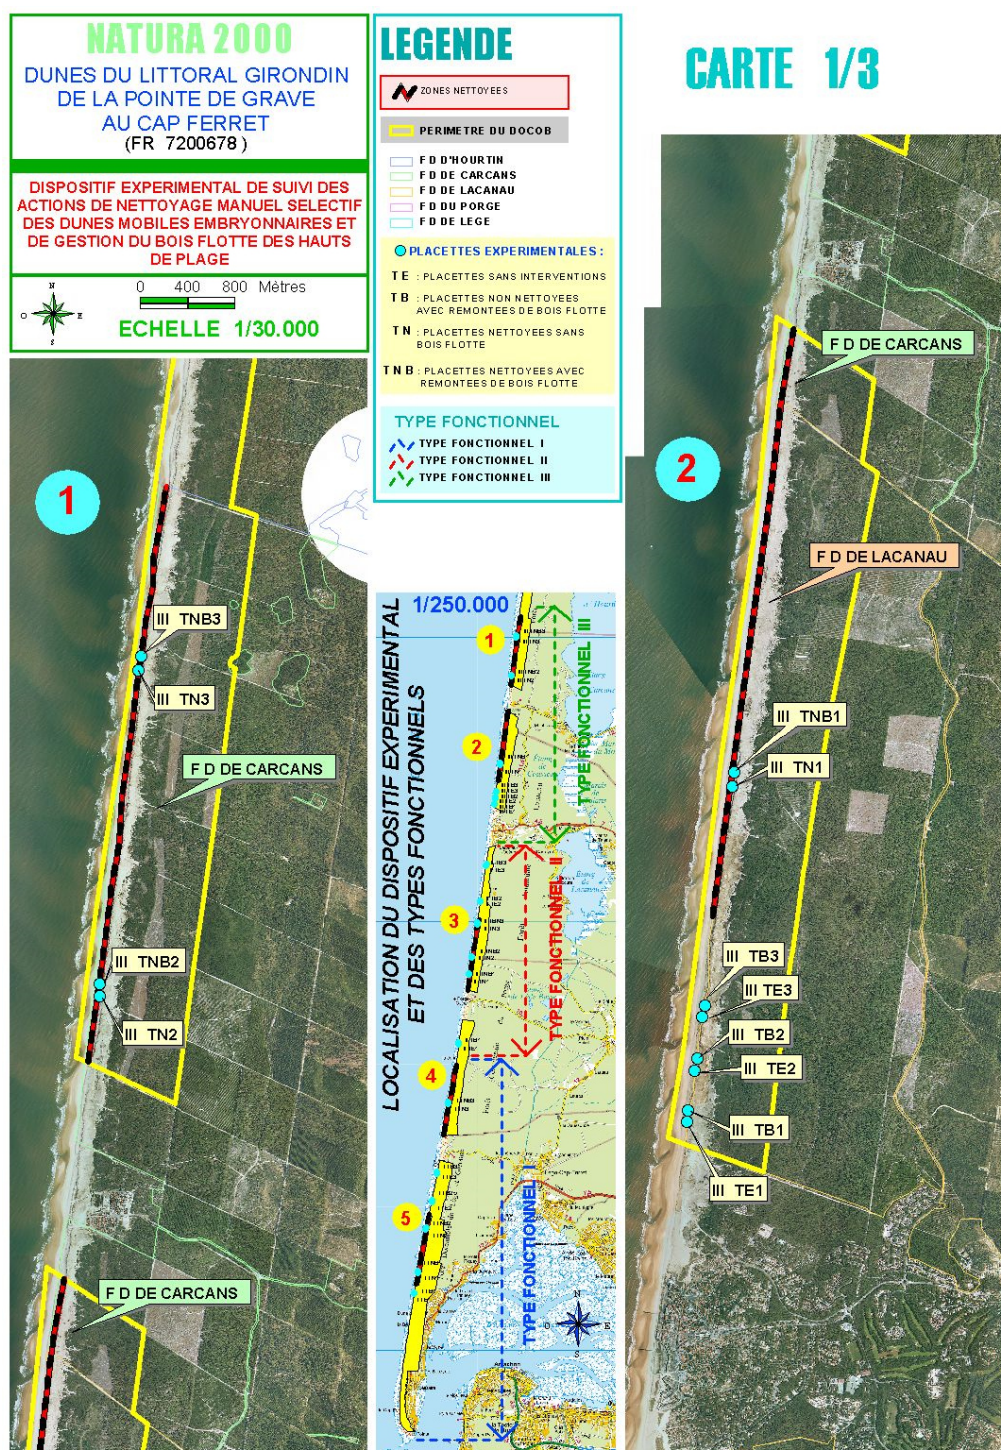 NATURA 2000
DUNES DU LITTORAL GIRONDIN
DE LA POINTE DE GRAVE
AU CAP FERRET
(FR 7200678 )
DISPOSITIF EXPERIMENTAL DE SUIVI DES
ACTIONS DE NETTOYAGE MANUEL SELECTIF
DES DUNES MOBILES EMBRYONNAIRES ET
DE GESTION DU BOIS FLOTTE DES HAUTS
DE PLAGE
N
O E
S
0 400 800 Mètres
ECHELLE 1/30.000
LEGENDE
ZONES NETTOYEES
PERIMETRE DU DOCOB
F D D'HOURTIN
F D DE CARCANS
F D DE LACANAU
F D DU PORGE
F D DE LEGE
PLACETTES EXPERIMENTALES :
TE : PLACETTES SANS INTERVENTIONS
TB : PLACETTES NON NETTOYEES
AVEC REMONTEES DE BOIS FLOTTE
TN : PLACETTES NETTOYEES SANS
BOIS FLOTTE
TNB : PLACETTES NETTOYEES AVEC
REMONTEES DE BOIS FLOTTE
TYPE FONCTIONNEL
TYPE FONCTIONNEL I
TYPE FONCTIONNEL II
TYPE FONCTIONNEL III
CARTE 1/3
1
III TNB3
III TN3
F D DE CARCANS
III TNB2
III TN2
F D DE CARCANS
LOCALISATION DU DISPOSITIF EXPERIMENTAL
ET DES TYPES FONCTIONNELS
1/250.000
1
2
3
4
5
TYPE FONCTIONNEL III
TYPE FONCTIONNEL II
TYPE FONCTIONNEL I
N
O E
S
2
F D DE CARCANS
F D DE LACANAU
III TNB1
III TN1
III TB3
III TE3
III TB2
III TE2
III TB1
III TE1